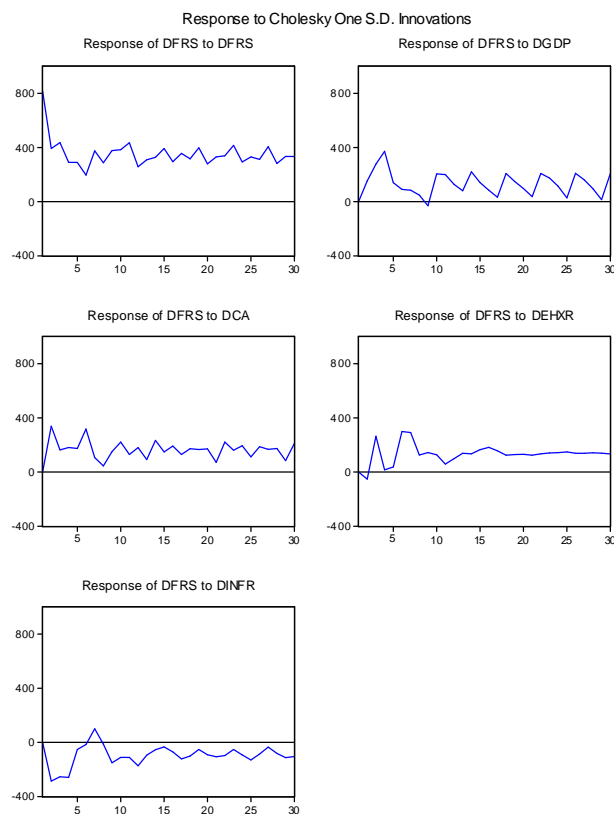 Response to Cholesky One S.D. Innovations
Response of DFRS to DFRS
800
400
0
-400
5 10 15 20 25 30
Response of DFRS to DGDP
800
400
0
-400
5 10 15 20 25 30
Response of DFRS to DCA
800
400
0
-400
5 10 15 20 25 30
Response of DFRS to DEHXR
800
400
0
-400
5 10 15 20 25 30
Response of DFRS to DINFR
800
400
0
-400
5 10 15 20 25 30